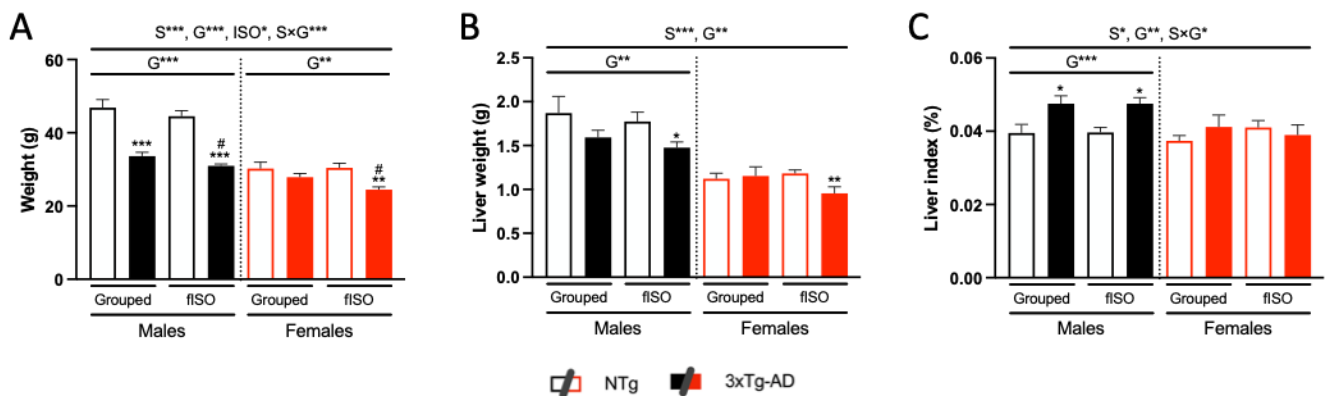 A
S***, G***, ISO*, S×G***
G***
G**
Weight (g)
60
40
20
0
***
#
***
#
**
Grouped
fISO
Grouped
fISO
Males
Females
B
S***, G**
G**
Liver weight (g)
2.5
2.0
1.5
1.0
0.5
0.0
*
**
Grouped
fISO
Grouped
fISO
Males
Females
C
S*, G**, S×G*
G***
Liver index (%)
0.06
0.04
0.02
0.00
*
*
Grouped
fISO
Grouped
fISO
Males
Females
NTg
3xTg-AD